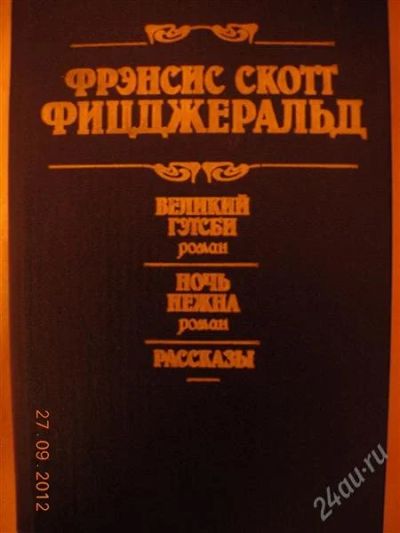 ФРЭНСИС СКОТТ
ФИЦДЖЕРАЛЬД
ВЕЛИКИЙ
ГЭТСБИ
роман
НОЧЬ
НЕЖНА
роман
РАССКАЗЫ
27.09.2012
24au.ru